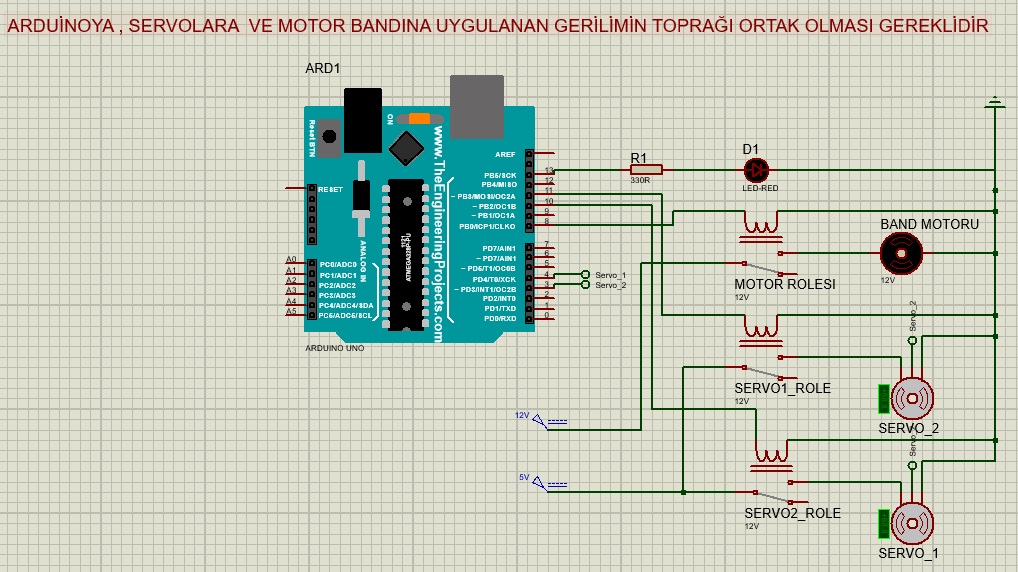 ARDUİNOYA , SERVOLARA VE MOTOR BANDINA UYGULANAN GERİLİMİN TOPRAĞI ORTAK OLMASI GEREKLİDİR
ARD1
ON
Reset BTN
www.TheEngineeringProjects.com
AREF
PB5/SCK
13
PB4/MISO
12
~ PB3/MOSI/OC2A
11
~ PB2/OC1B
10
~ PB1/OC1A
9
PB0/ICP1/CLKO
8
RESET
ATMEGA328P-PU
1121
ANALOG IN
PD7/AIN1
7
~ PD6/AIN0
6
~ PD5/T1/OC0B
5
PD4/T0/XCK
4
~ PD3/INT1/OC2B
3
PD2/INT0
2
PD1/TXD
1
PD0/RXD
0
A0
PC0/ADC0
A1
PC1/ADC1
A2
PC2/ADC2
A3
PC3/ADC3
A4
PC4/ADC4/SDA
A5
PC5/ADC5/SCL
ARDUINO UNO
Servo_1
Servo_2
R1
330R
D1
LED-RED
BAND MOTORU
12V
MOTOR ROLESI
12V
Servo_2
SERVO1_ROLE
12V
SERVO_2
12V
5V
SERVO2_ROLE
12V
SERVO_1